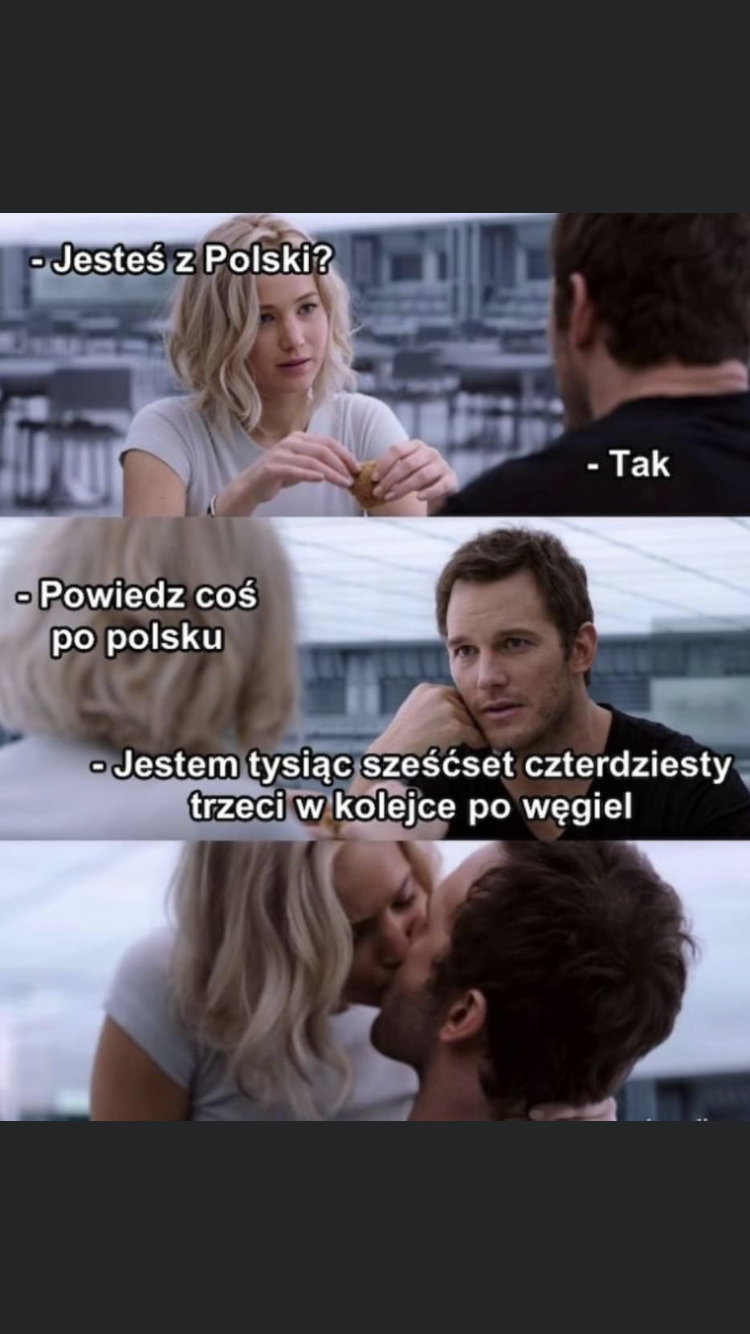 - Jesteś z Polski?
- Tak
- Powiedz coś
po polsku
- Jestem tysiąc sześćset czterdziesty
trzeci w kolejce po węgiel